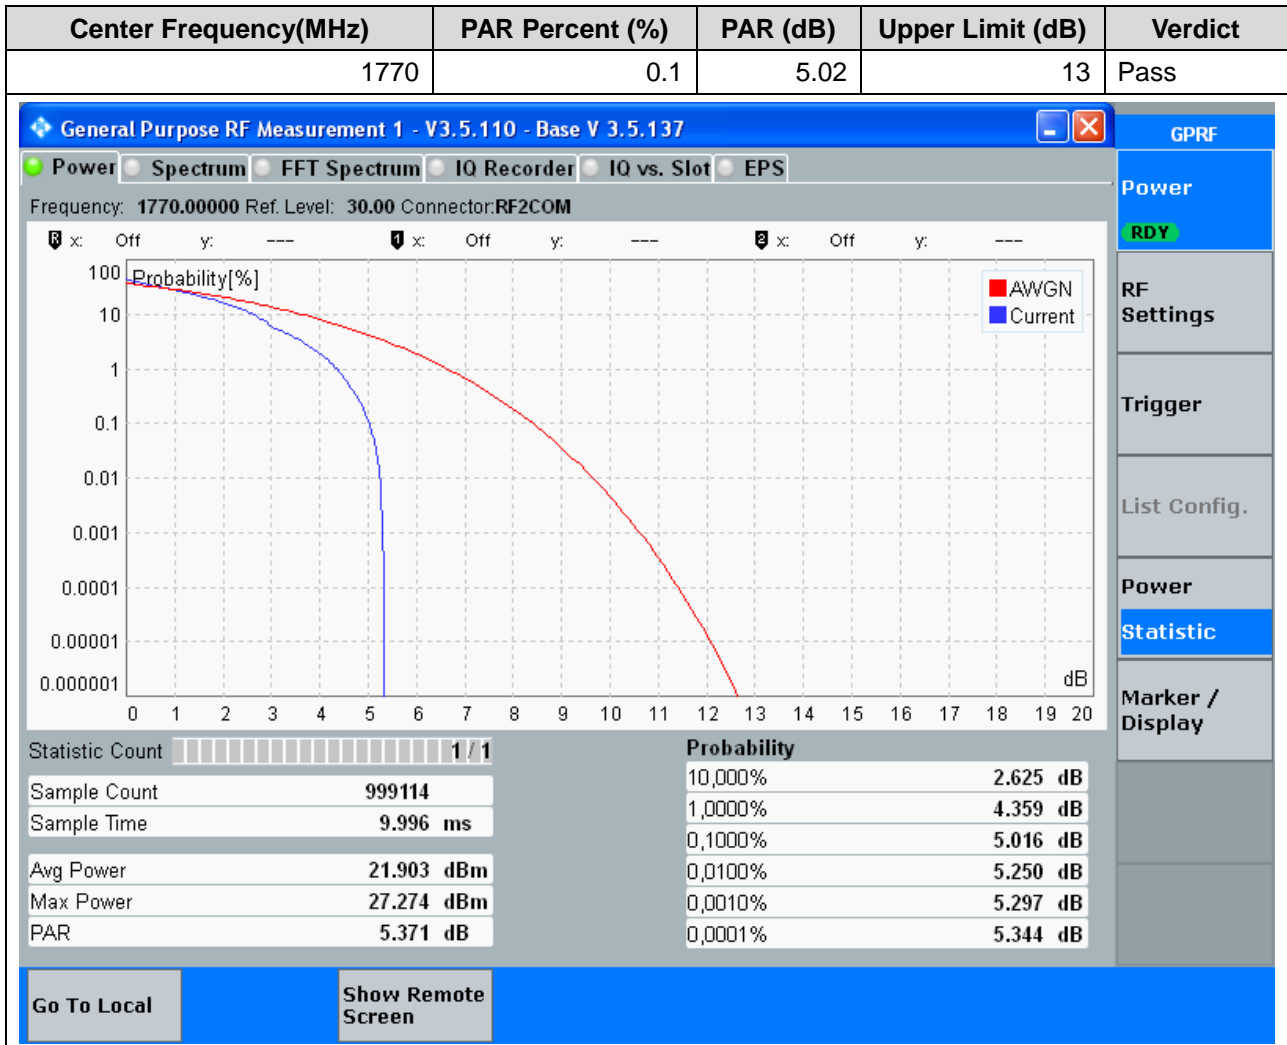 Center Frequency(MHz) PAR Percent (%) PAR (dB) Upper Limit (dB) Verdict
1770 0.1 5.02 13 Pass
General Purpose RF Measurement 1 - V3.5.110 - Base V 3.5.137
GPRF
Power Spectrum FFT Spectrum IQ Recorder IQ vs. Slot EPS
Frequency: 1770.00000 Ref. Level: 30.00 Connector:RF2COM
R x: Off y: --- 1 x: Off y: --- 2 x: Off y: ---
Probability[%]
100
10
1
0.1
0.01
0.001
0.0001
0.00001
0.000001
AWGN
Current
dB
0 1 2 3 4 5 6 7 8 9 10 11 12 13 14 15 16 17 18 19 20
Statistic Count 1 / 1
Sample Count 999114
Sample Time 9.996 ms
Avg Power 21.903 dBm
Max Power 27.274 dBm
PAR 5.371 dB
Probability
10,000% 2.625 dB
1,0000% 4.359 dB
0,1000% 5.016 dB
0,0100% 5.250 dB
0,0010% 5.297 dB
0,0001% 5.344 dB
Power
RDY
RF
Settings
Trigger
List Config.
Power
Statistic
Marker /
Display
Go To Local
Show Remote
Screen